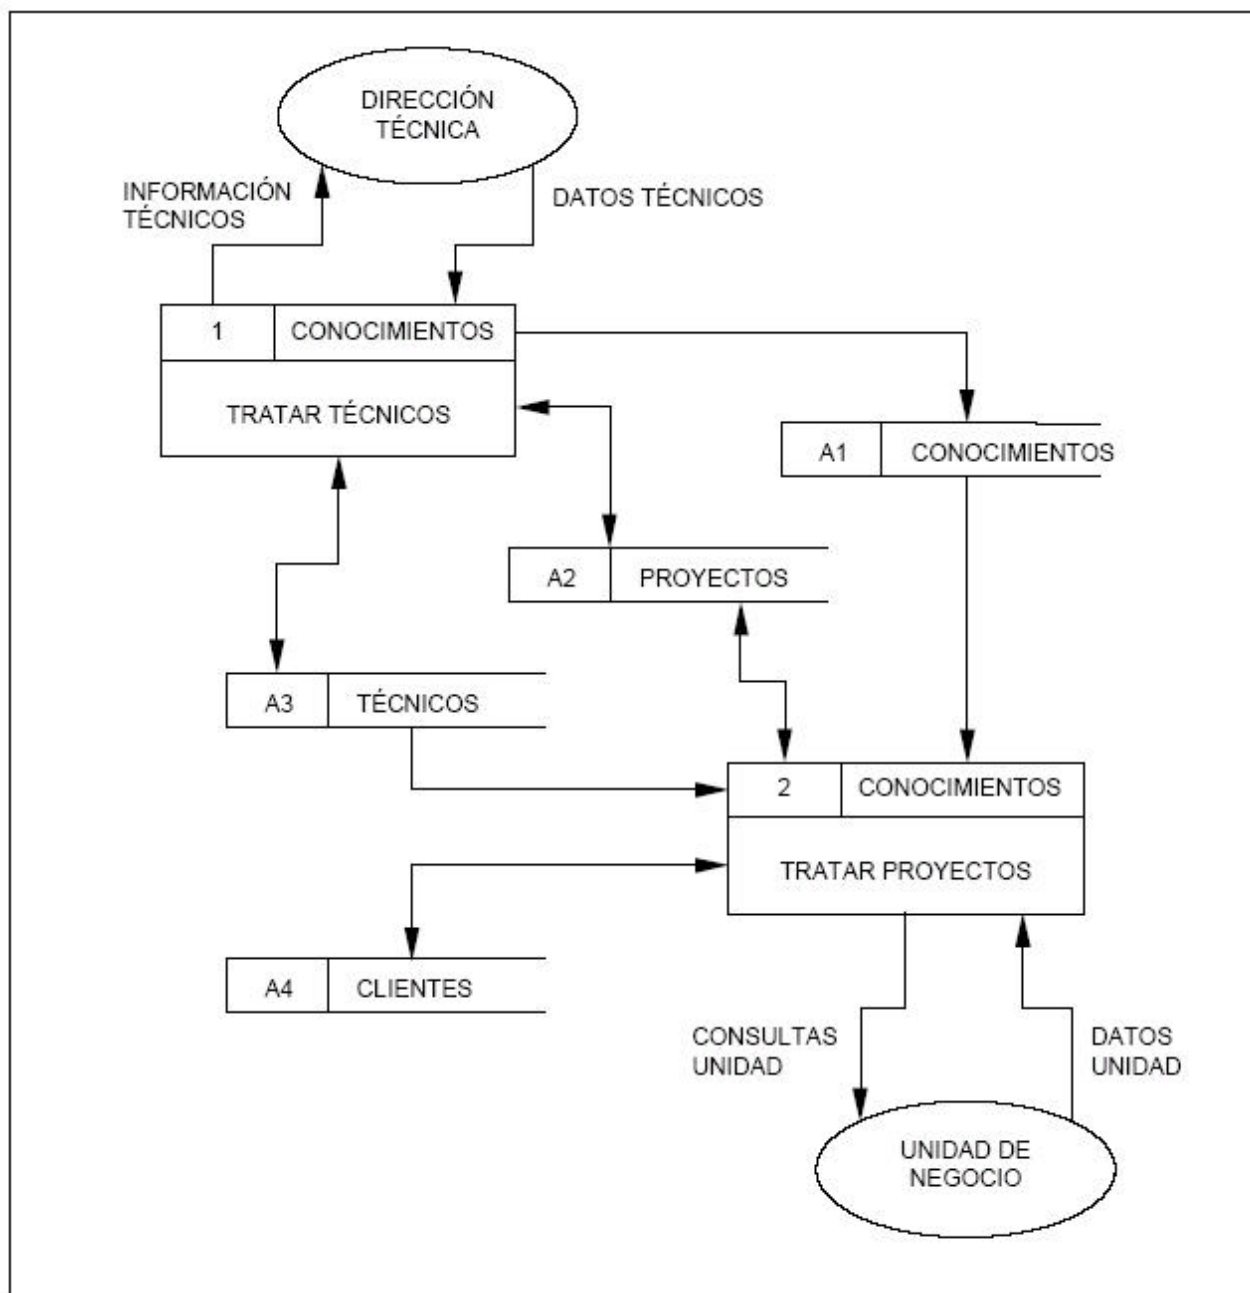 DIRECCIÓN
TÉCNICA
INFORMACIÓN
TÉCNICOS
DATOS TÉCNICOS
1
CONOCIMIENTOS
TRATAR TÉCNICOS
A1
CONOCIMIENTOS
A2
PROYECTOS
A3
TÉCNICOS
2
CONOCIMIENTOS
TRATAR PROYECTOS
A4
CLIENTES
CONSULTAS
UNIDAD
DATOS
UNIDAD
UNIDAD DE
NEGOCIO